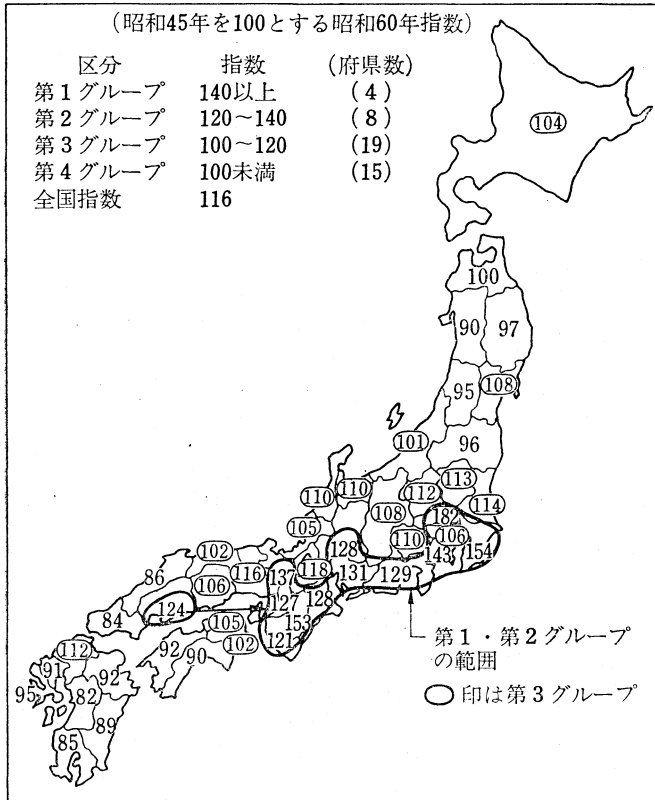 (昭和45年を100とする昭和60年指数)
区分 指数 (府県数)
第1グループ 140以上 (4)
第2グループ 120〜140 (8)
第3グループ 100〜120 (19)
第4グループ 100未満 (15)
全国指数 116
104
100
90 97
95 108
101 96
113
110 110 112 114
108 182
105 110 106
128 143 154
102 118
86 116 137 131 129
106 127 128
124 153
84 105 121
112 92 90 102
91 92
95 82
89
85
第1・第2グループ
の範囲
印は第3グループ